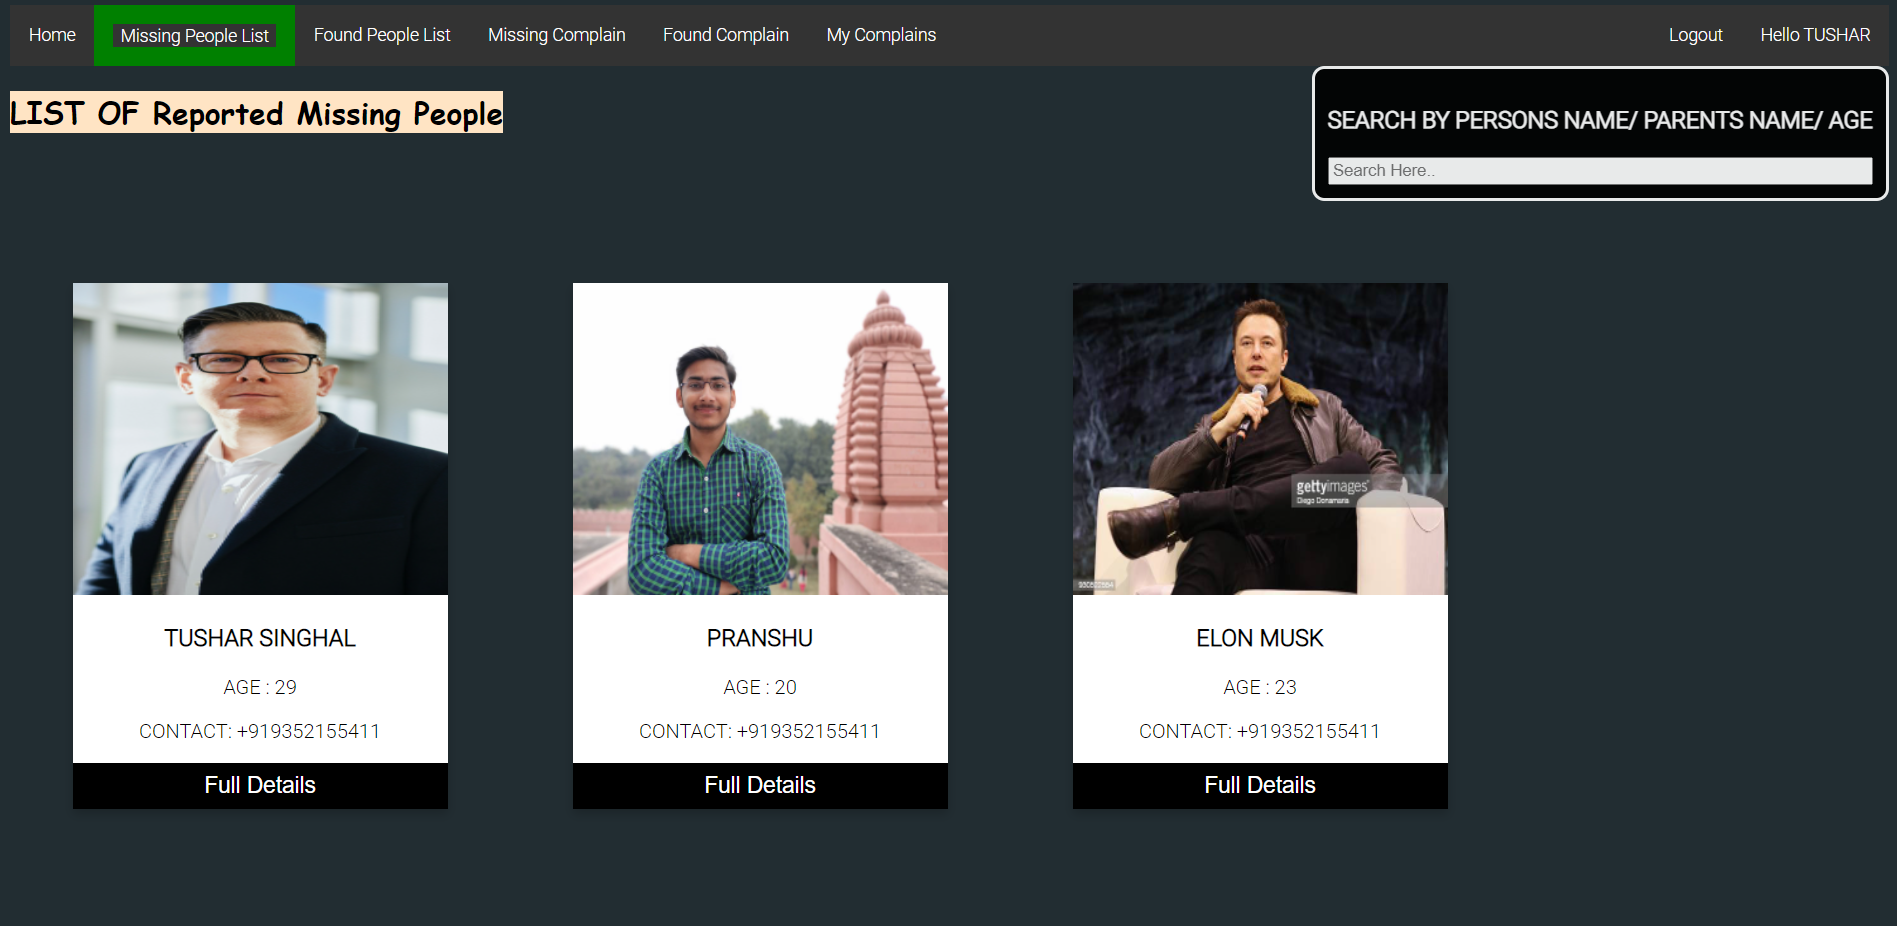 Home Missing People List Found People List Missing Complain Found Complain My Complains Logout Hello TUSHAR
LIST OF Reported Missing People
SEARCH BY PERSONS NAME/ PARENTS NAME/ AGE
Search Here..
gettyimages
Diego Donamaria
TUSHAR SINGHAL
AGE : 29
CONTACT: +919352155411
Full Details
PRANSHU
AGE : 20
CONTACT: +919352155411
Full Details
ELON MUSK
AGE : 23
CONTACT: +919352155411
Full Details